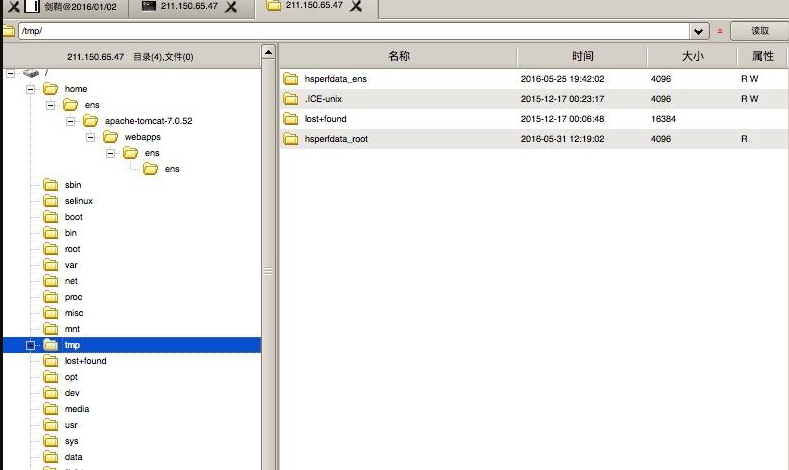 剑鞘@2016/01/02 211.150.65.47 211.150.65.47
/tmp/ 读取
211.150.65.47 目录(4),文件(0)
名称 时间 大小 属性
/
home
ens
apache-tomcat-7.0.52
webapps
ens
ens
sbin
selinux
boot
bin
root
var
net
proc
misc
mnt
tmp
lost+found
opt
dev
media
usr
sys
data
hsperfdata_ens 2016-05-25 19:42:02 4096 R W
.ICE-unix 2015-12-17 00:23:17 4096 R W
lost+found 2015-12-17 00:06:48 16384
hsperfdata_root 2016-05-31 12:19:02 4096 R